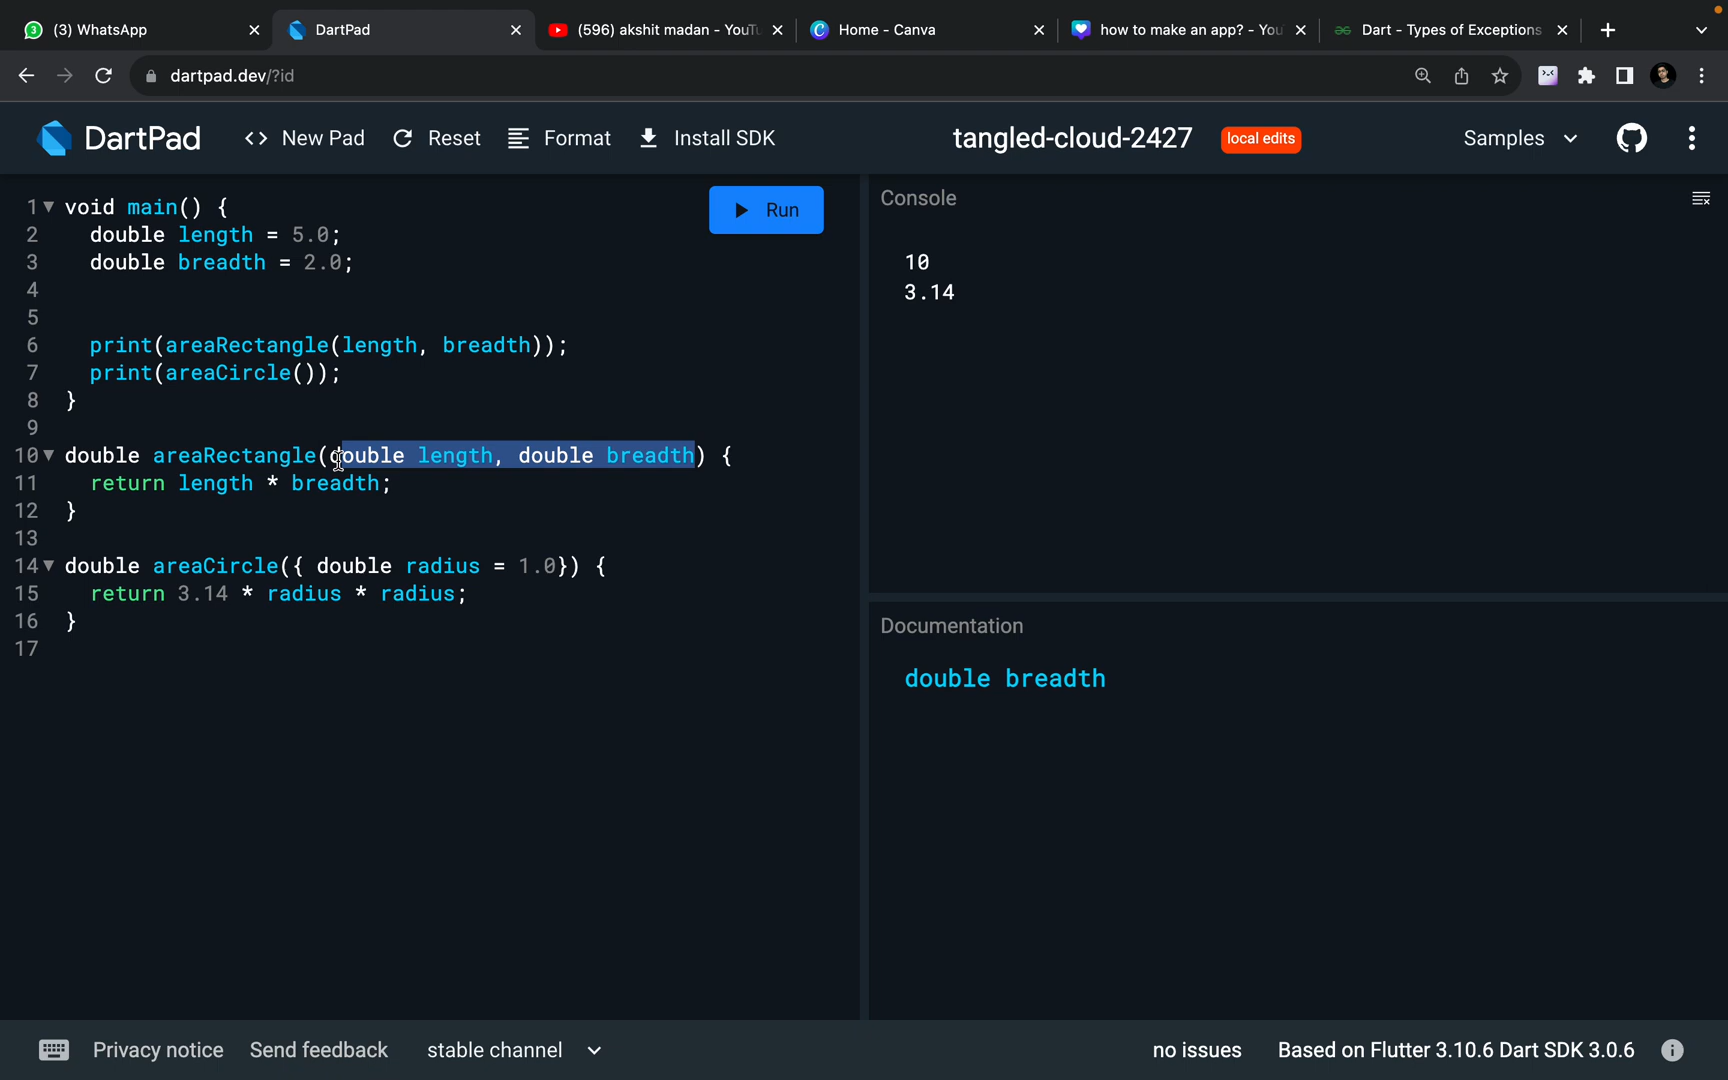 (3) WhatsApp
DartPad
(596) akshit madan - YouTu
Home - Canva
how to make an app? - You
Dart - Types of Exceptions
dartpad.dev/?id
DartPad
<> New Pad
Reset
Format
Install SDK
tangled-cloud-2427
local edits
Samples
1 void main() {
2 double length = 5.0;
3 double breadth = 2.0;
4
5
6 print(areaRectangle(length, breadth));
7 print(areaCircle());
8 }
9
10 double areaRectangle(double length, double breadth) {
11 return length * breadth;
12 }
13
14 double areaCircle({ double radius = 1.0}) {
15 return 3.14 * radius * radius;
16 }
17
Run
Console
10
3.14
Documentation
double breadth
Privacy notice
Send feedback
stable channel
no issues
Based on Flutter 3.10.6 Dart SDK 3.0.6